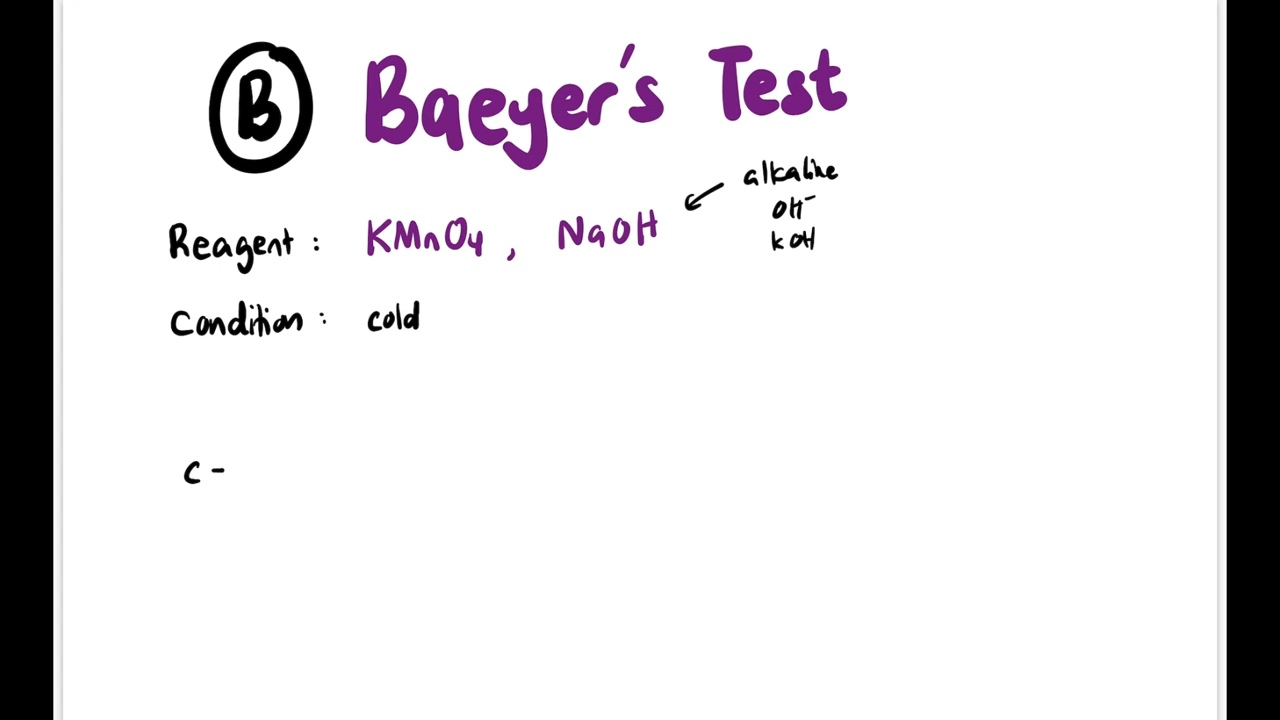 B Baeyer's Test
alkaline
OH⁻
KOH
Reagent : KMnO4 , NaOH
Condition : cold
C -